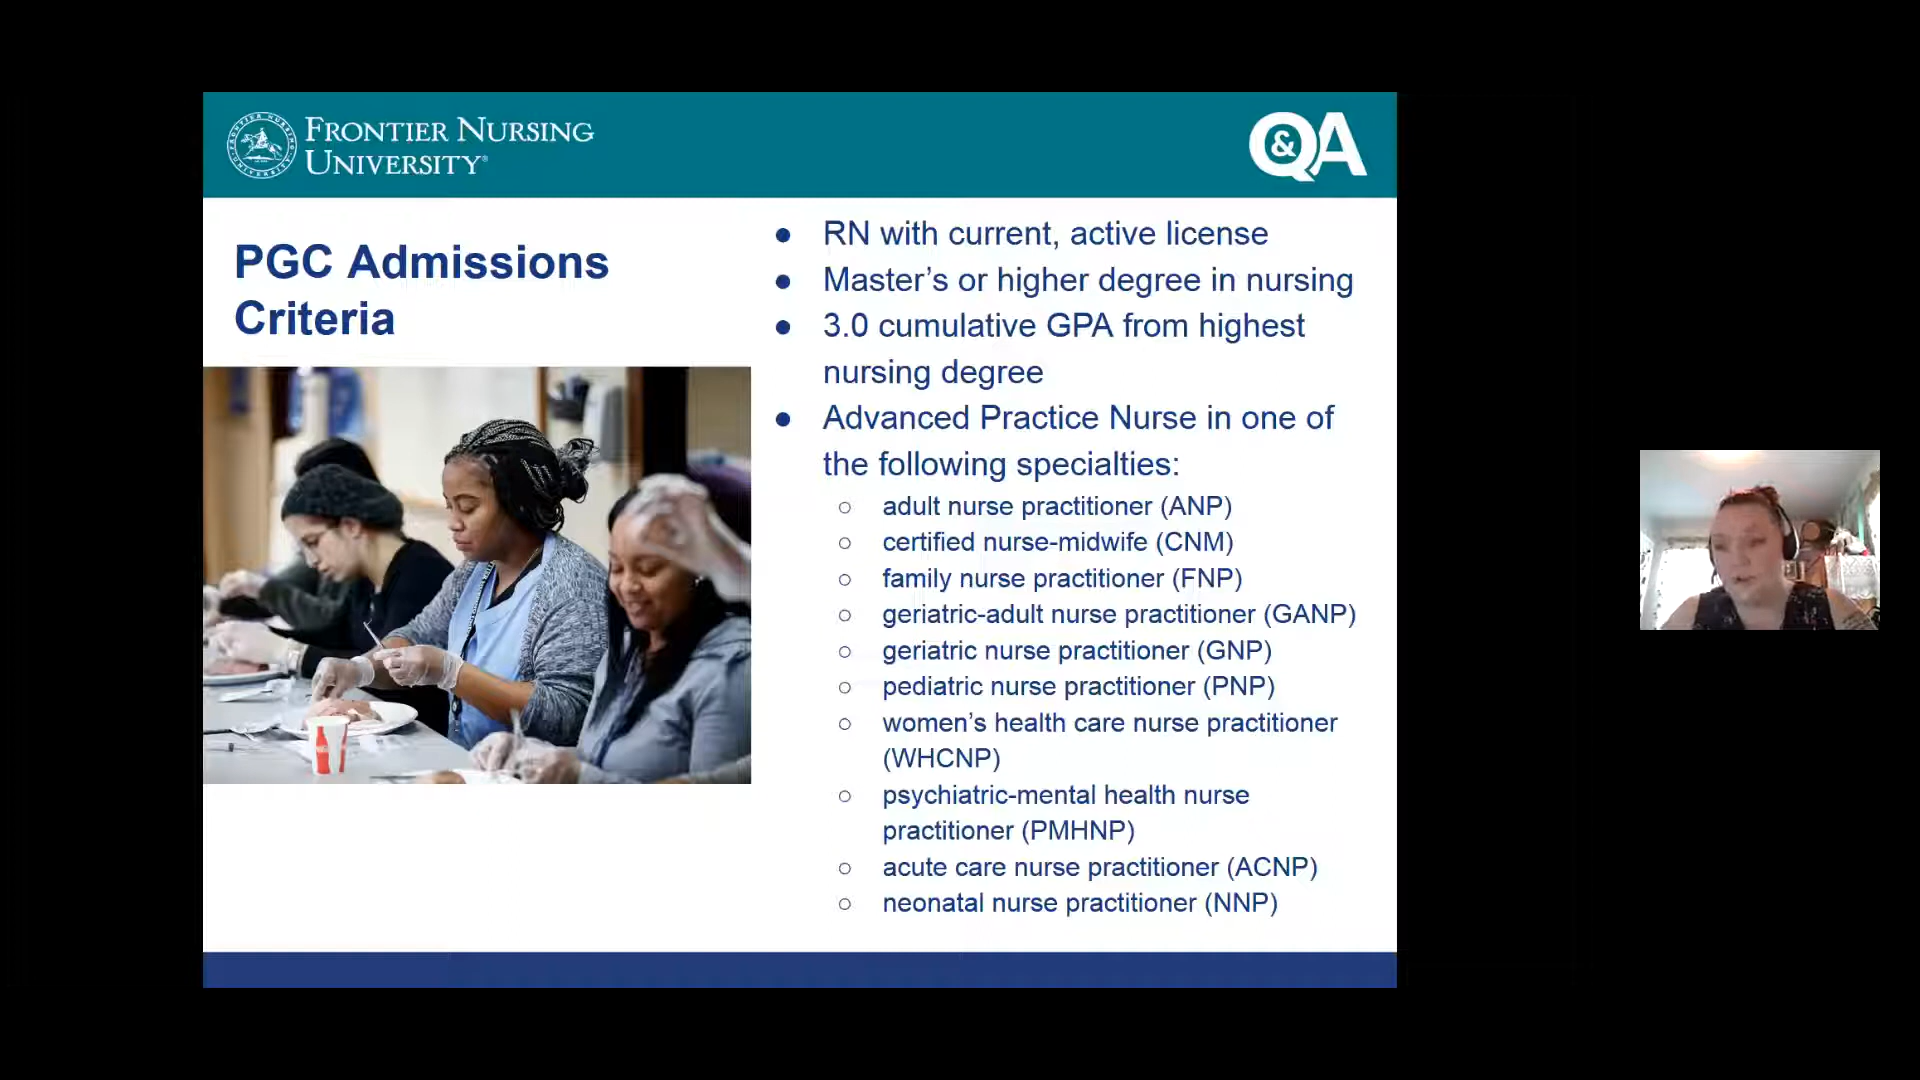 FRONTIER NURSING
UNIVERSITY®
Q&A
PGC Admissions
Criteria
● RN with current, active license
● Master’s or higher degree in nursing
● 3.0 cumulative GPA from highest
nursing degree
● Advanced Practice Nurse in one of
the following specialties:
○ adult nurse practitioner (ANP)
○ certified nurse-midwife (CNM)
○ family nurse practitioner (FNP)
○ geriatric-adult nurse practitioner (GANP)
○ geriatric nurse practitioner (GNP)
○ pediatric nurse practitioner (PNP)
○ women’s health care nurse practitioner
(WHCNP)
○ psychiatric-mental health nurse
practitioner (PMHNP)
○ acute care nurse practitioner (ACNP)
○ neonatal nurse practitioner (NNP)